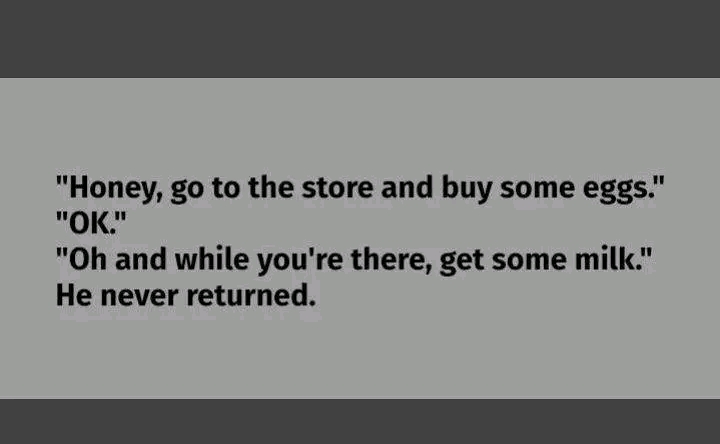 "Honey, go to the store and buy some eggs."
"OK."
"Oh and while you're there, get some milk."
He never returned.